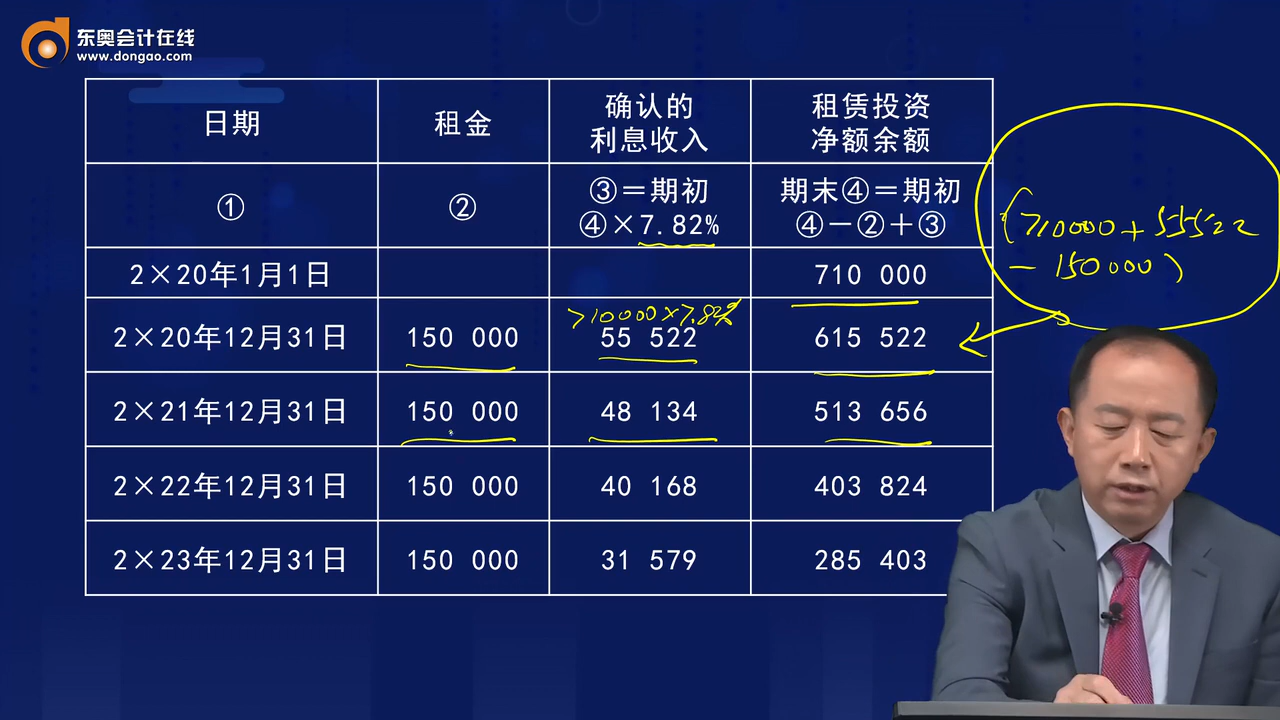 东奥会计在线
www.dongao.com
日期 租金 确认的利息收入 租赁投资净额余额
① ② ③=期初④×7.82% 期末④=期初④-②+③
2×20年1月1日 710 000
710000×7.82%
2×20年12月31日 150 000 55 522 615 522
2×21年12月31日 150 000 48 134 513 656
2×22年12月31日 150 000 40 168 403 824
2×23年12月31日 150 000 31 579 285 403
(710000+55522
-150000)